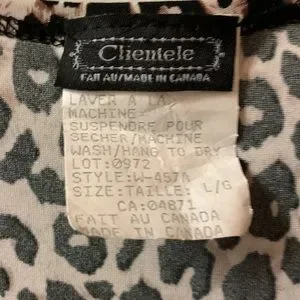 Clientele
FAIT AU/MADE IN CANADA
LAVER A LA
MACHINE-
SUSPENDRE POUR
SECHER/MACHINE
WASH/HANG TO DRY
LOT:0972
STYLE:W-457A
SIZE:TAILLE: L/G
CA:04871
FAIT AU CANADA
MADE IN CANADA